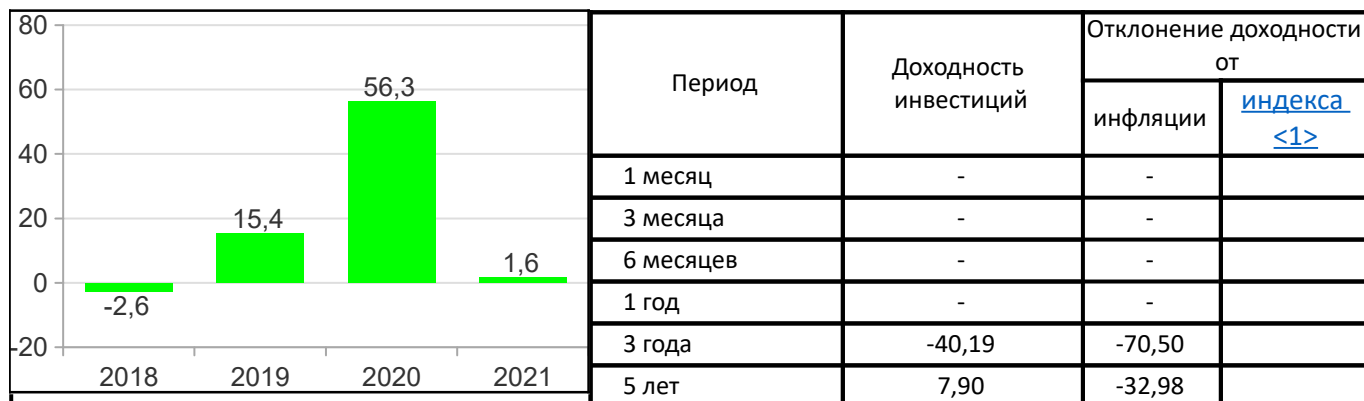 80
60
40
20
0
-20
-2,6
15,4
56,3
1,6
2018 2019 2020 2021
Период
Доходность
инвестиций
Отклонение доходности
от
инфляции
индекса
<1>
1 месяц - -
3 месяца - -
6 месяцев - -
1 год - -
3 года -40,19 -70,50
5 лет 7,90 -32,98